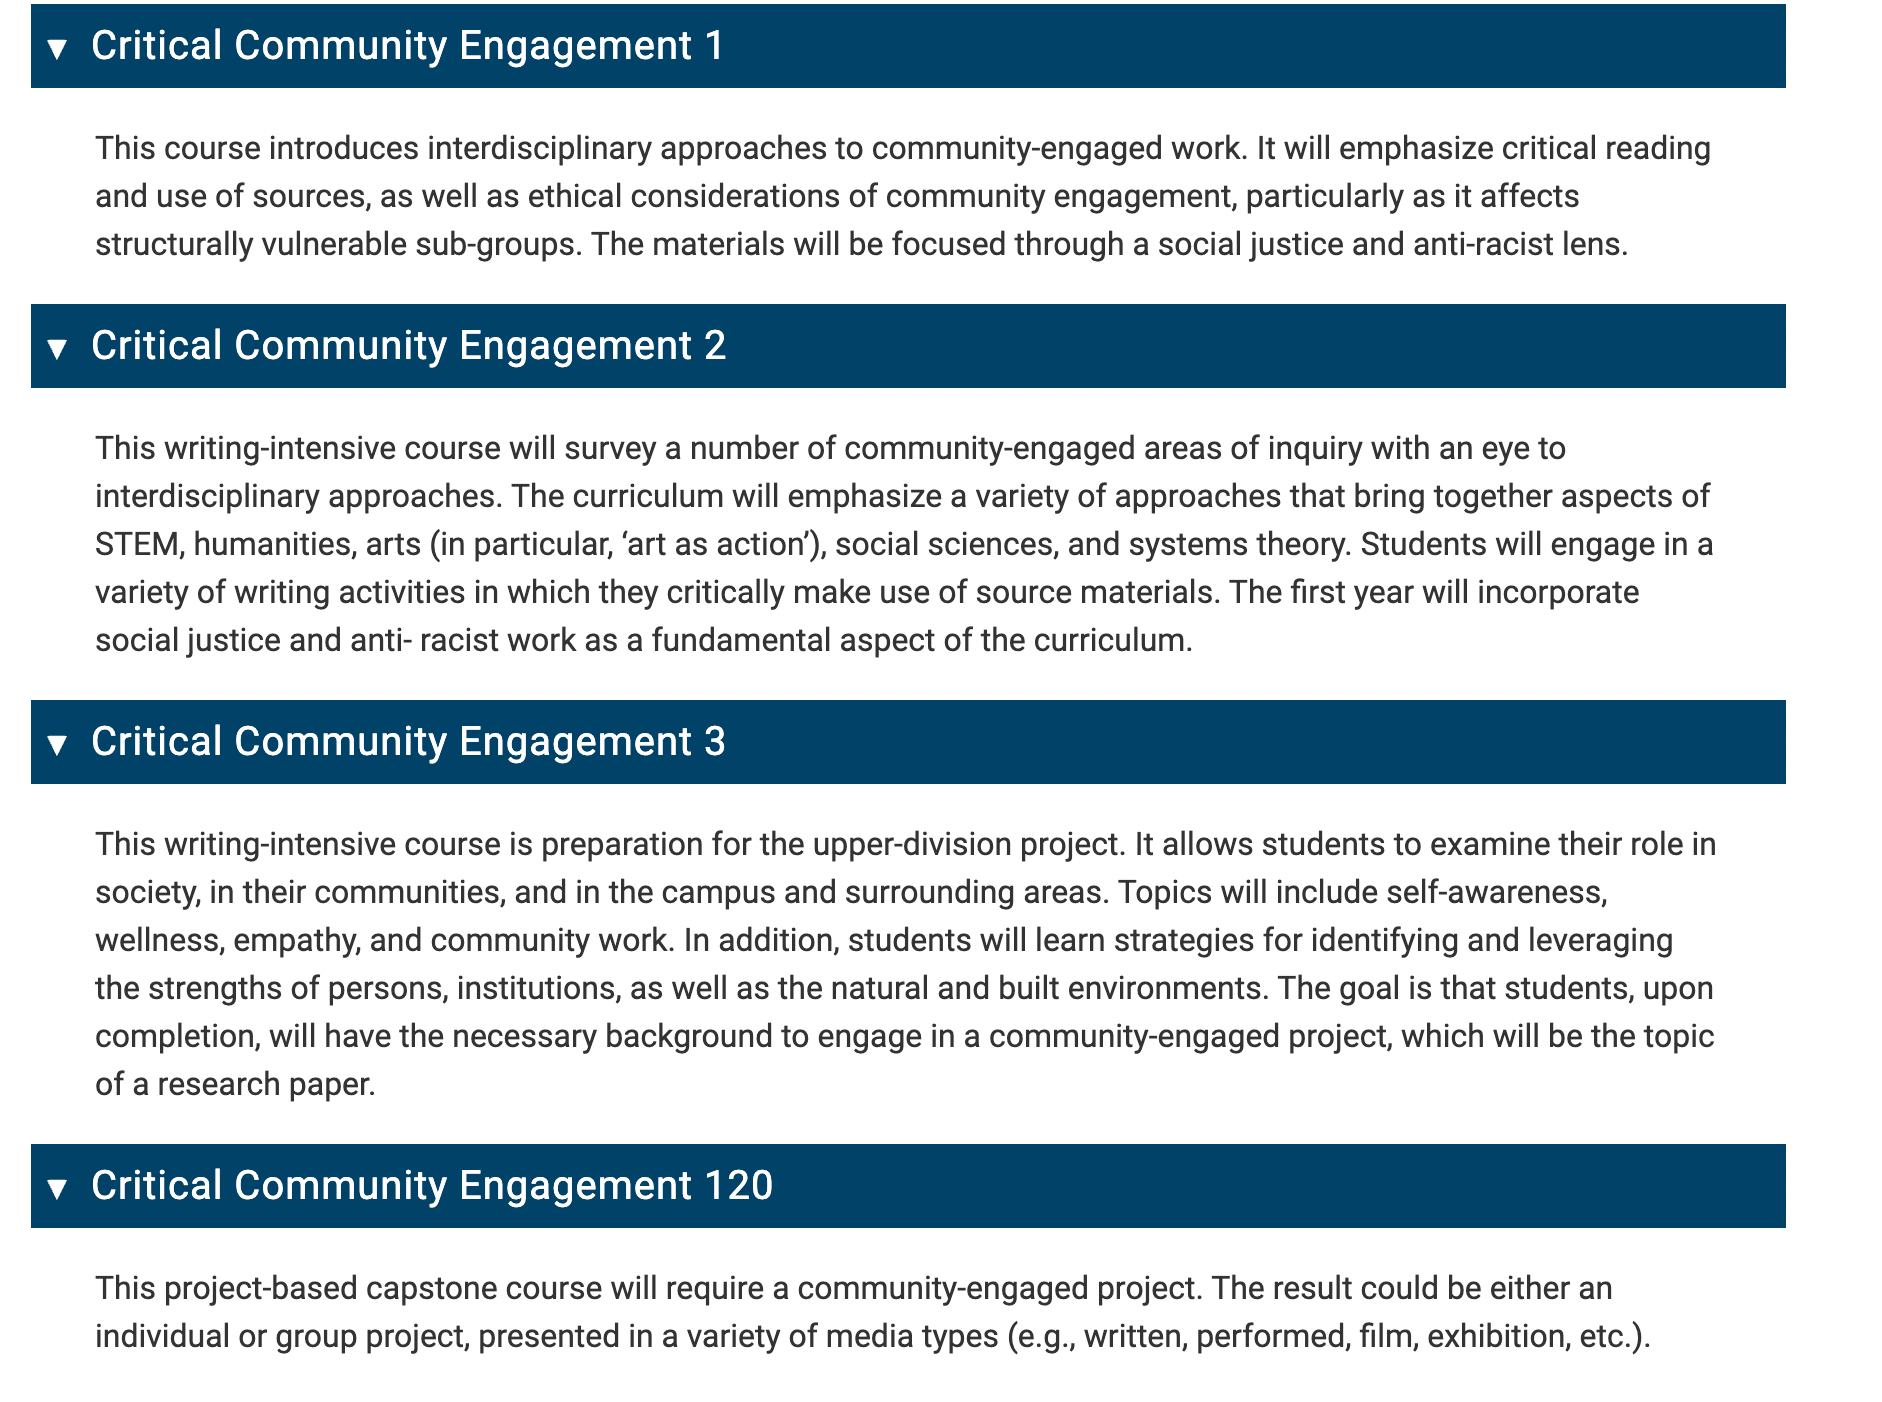 ▼ Critical Community Engagement 1
This course introduces interdisciplinary approaches to community-engaged work. It will emphasize critical reading
and use of sources, as well as ethical considerations of community engagement, particularly as it affects
structurally vulnerable sub-groups. The materials will be focused through a social justice and anti-racist lens.
▼ Critical Community Engagement 2
This writing-intensive course will survey a number of community-engaged areas of inquiry with an eye to
interdisciplinary approaches. The curriculum will emphasize a variety of approaches that bring together aspects of
STEM, humanities, arts (in particular, ‘art as action’), social sciences, and systems theory. Students will engage in a
variety of writing activities in which they critically make use of source materials. The first year will incorporate
social justice and anti- racist work as a fundamental aspect of the curriculum.
▼ Critical Community Engagement 3
This writing-intensive course is preparation for the upper-division project. It allows students to examine their role in
society, in their communities, and in the campus and surrounding areas. Topics will include self-awareness,
wellness, empathy, and community work. In addition, students will learn strategies for identifying and leveraging
the strengths of persons, institutions, as well as the natural and built environments. The goal is that students, upon
completion, will have the necessary background to engage in a community-engaged project, which will be the topic
of a research paper.
▼ Critical Community Engagement 120
This project-based capstone course will require a community-engaged project. The result could be either an
individual or group project, presented in a variety of media types (e.g., written, performed, film, exhibition, etc.).